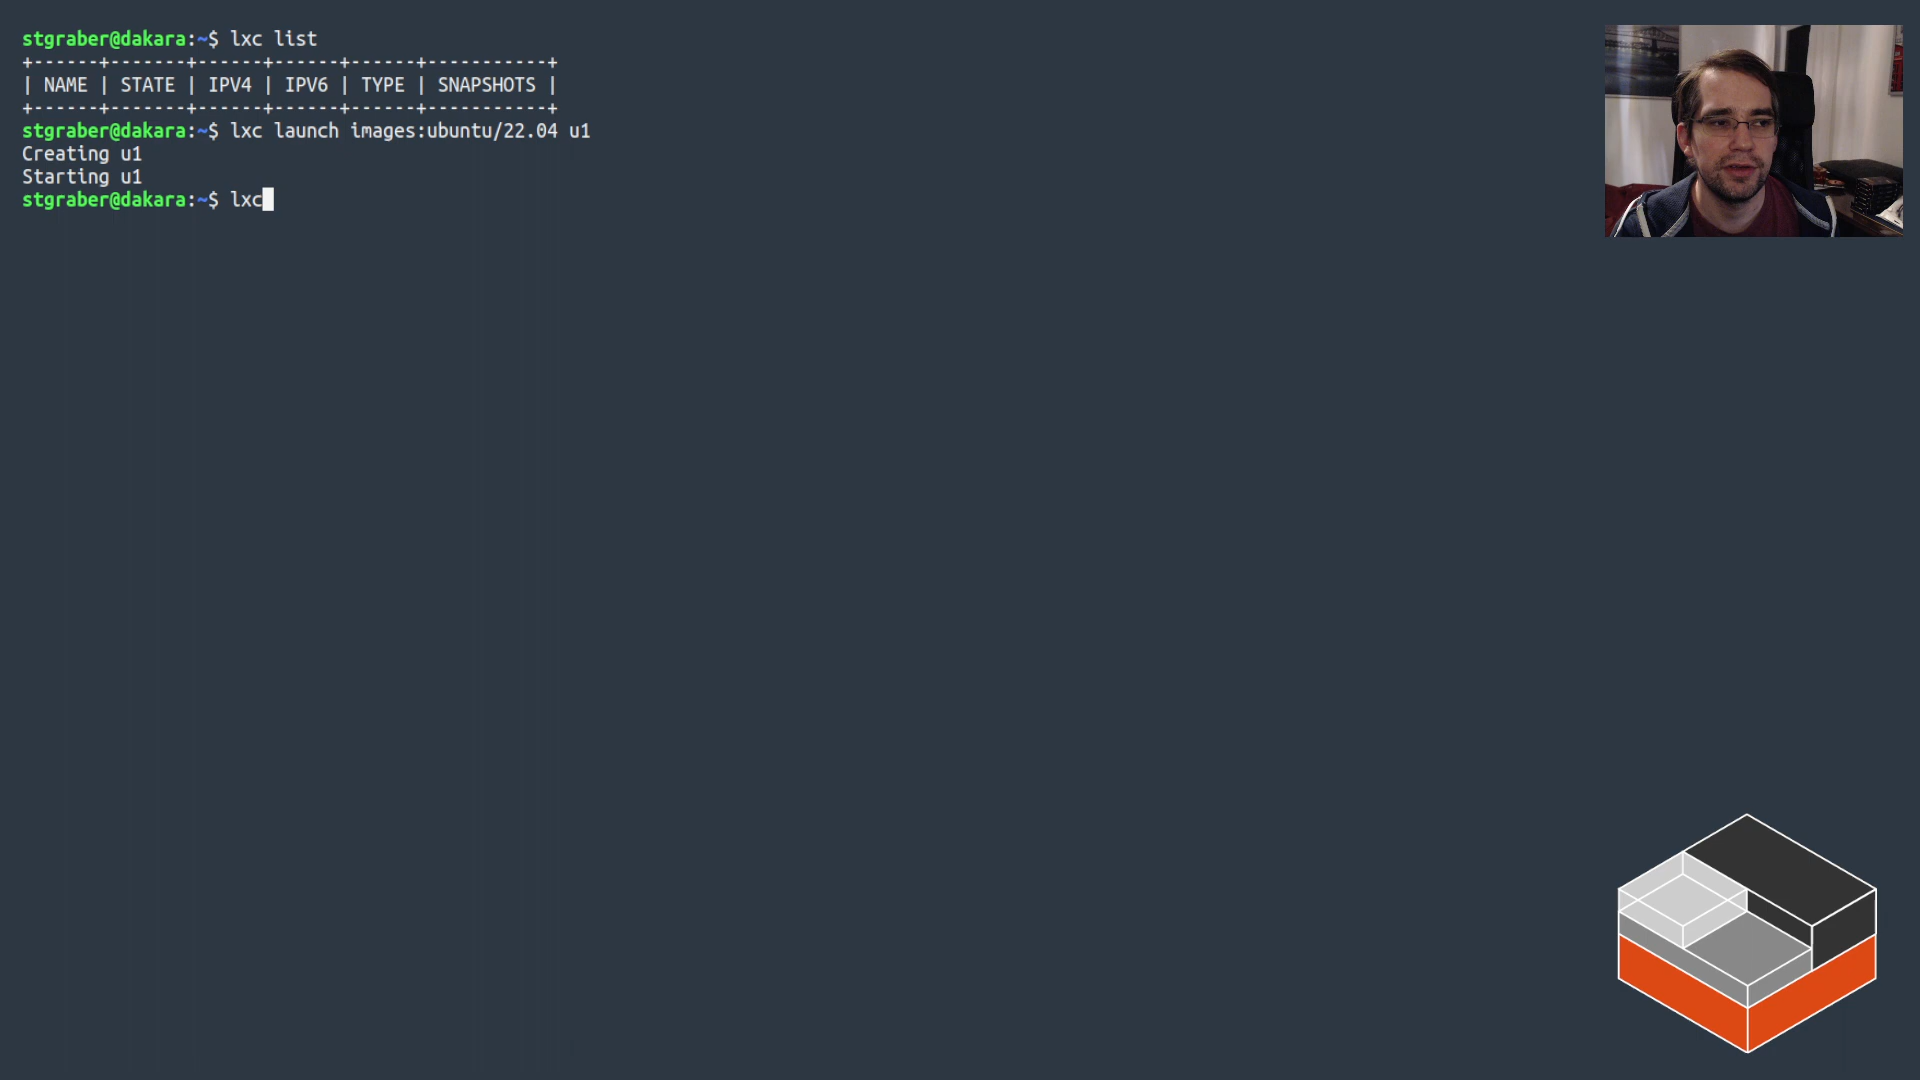 stgraber@dakara:~$ lxc list
+------+-------+------+------+------+-----------+
| NAME | STATE | IPV4 | IPV6 | TYPE | SNAPSHOTS |
+------+-------+------+------+------+-----------+
stgraber@dakara:~$ lxc launch images:ubuntu/22.04 u1
Creating u1
Starting u1
stgraber@dakara:~$ lxc